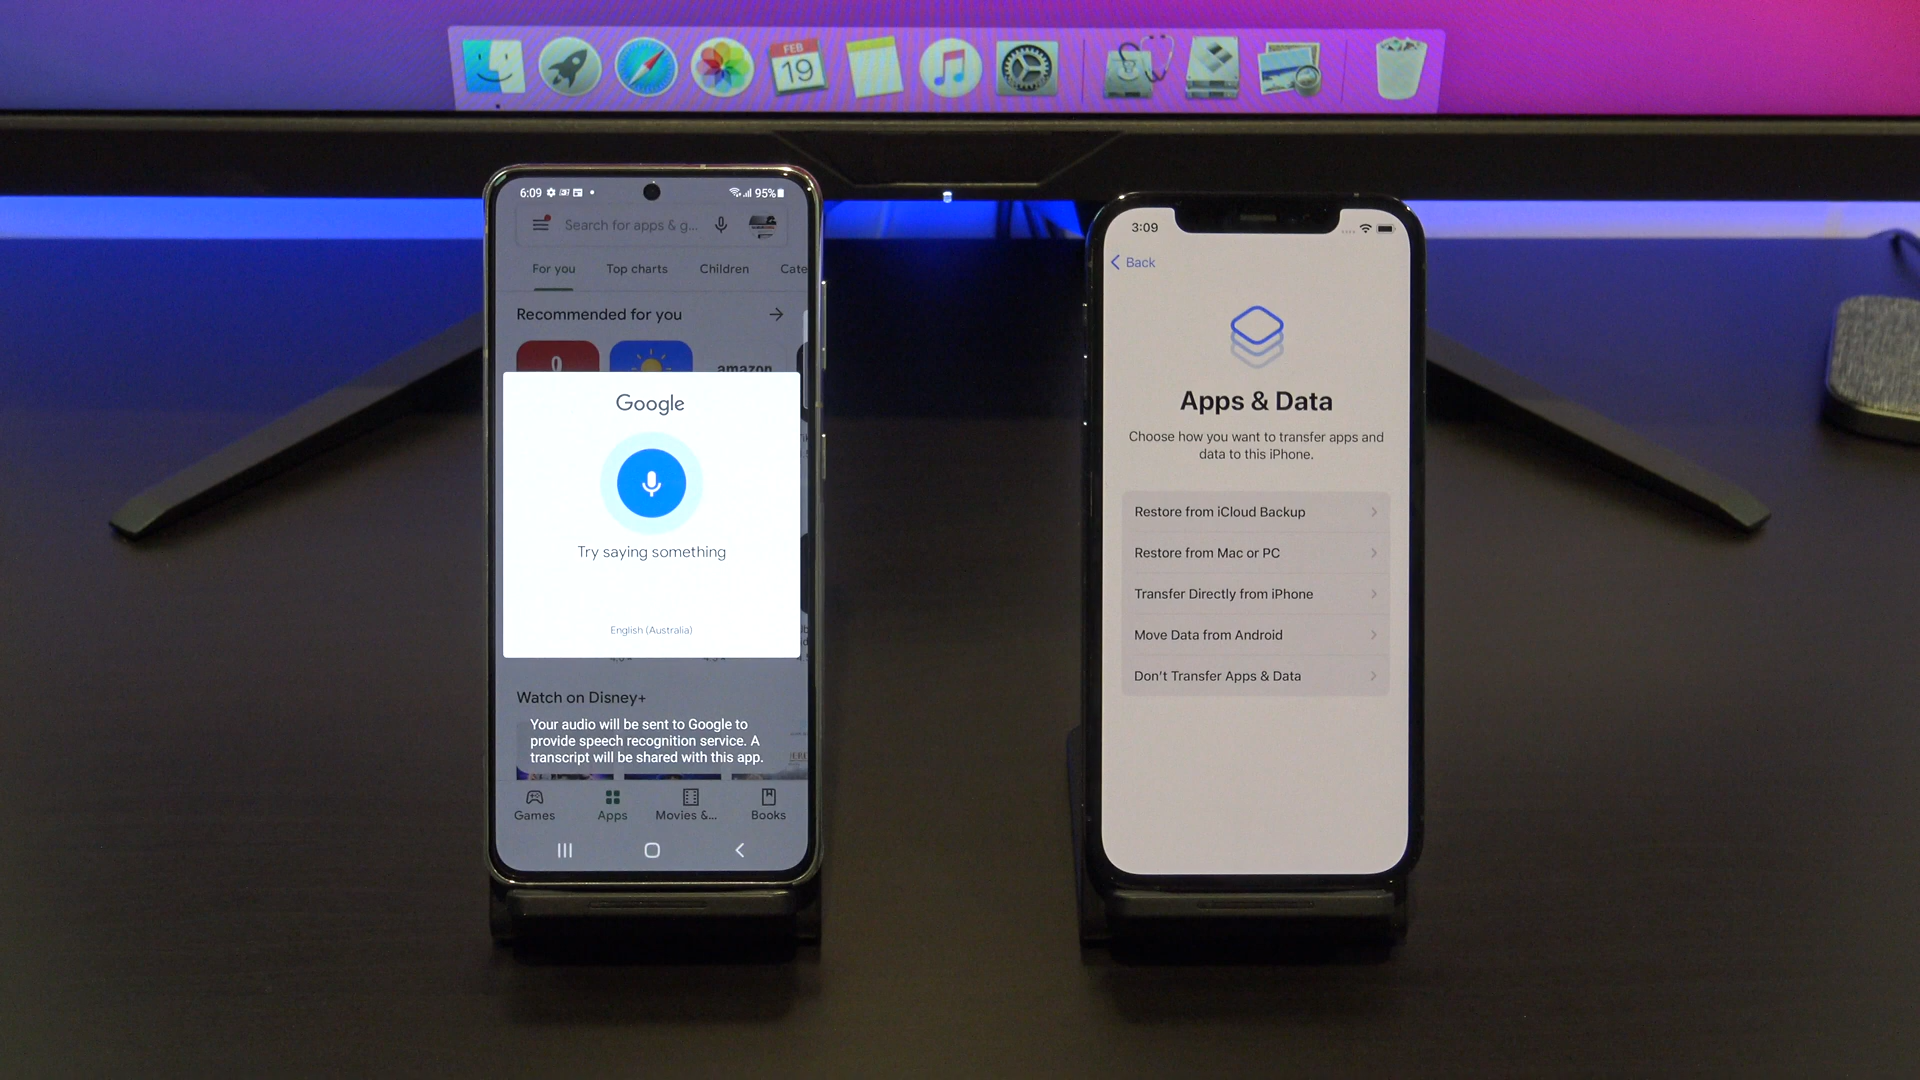 FEB
19
6:09
95%
Search for apps & g...
For you
Top charts
Children
Cate
Recommended for you
amazon
Google
Try saying something
English (Australia)
Watch on Disney+
Your audio will be sent to Google to
provide speech recognition service. A
transcript will be shared with this app.
Games
Apps
Movies &...
Books
3:09
Back
Apps & Data
Choose how you want to transfer apps and
data to this iPhone.
Restore from iCloud Backup
Restore from Mac or PC
Transfer Directly from iPhone
Move Data from Android
Don't Transfer Apps & Data